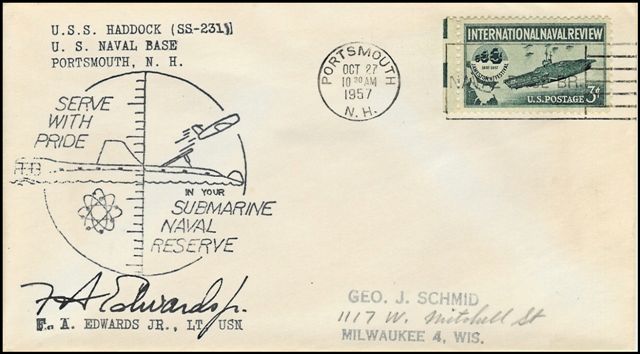 U.S.S. HADDOCK (SS-231)
U. S. NAVAL BASE
PORTSMOUTH, N. H.
SERVE
WITH
PRIDE
IN YOUR
SUBMARINE
NAVAL
RESERVE
PORTSMOUTH
OCT 27
10 30 AM
1957
N. H.
INTERNATIONAL NAVAL REVIEW
U.S. POSTAGE 3¢
F. A. Edwards Jr.
F. A. EDWARDS JR., LT, USN
GEO. J. SCHMID
1117 W. Mitchell St
MILWAUKEE 4, WIS.